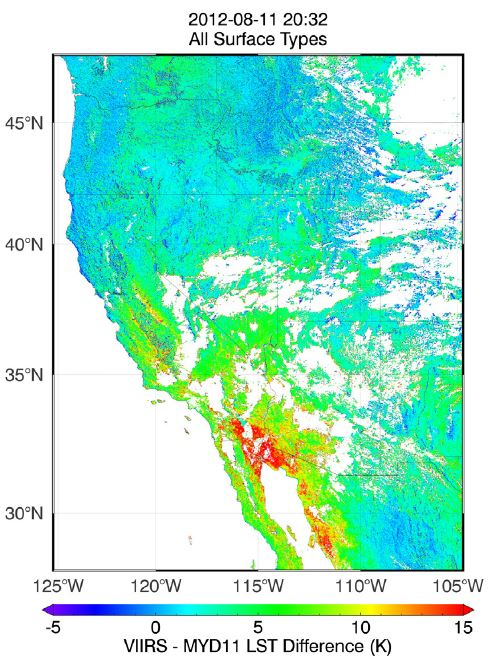 2012-08-11 20:32
All Surface Types
45°N
40°N
35°N
30°N
125°W 120°W 115°W 110°W 105°W
-5 0 5 10 15
VIIRS - MYD11 LST Difference (K)